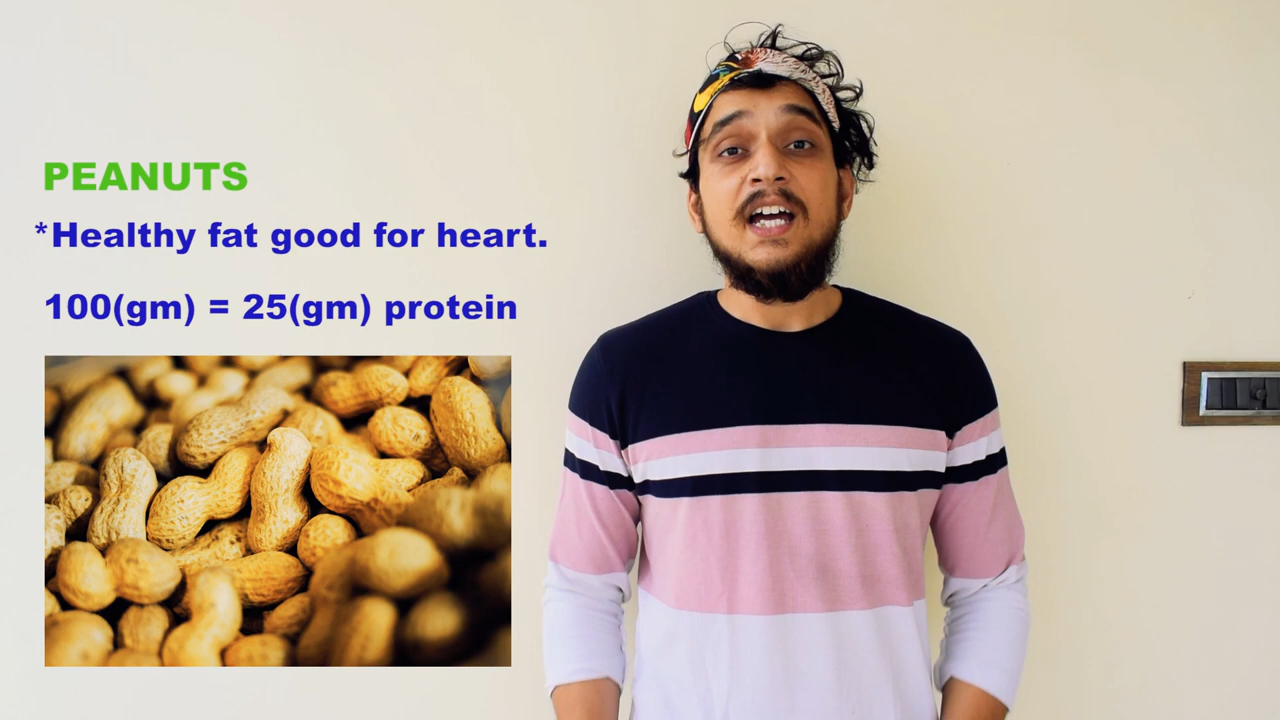 PEANUTS
*Healthy fat good for heart.
100(gm) = 25(gm) protein